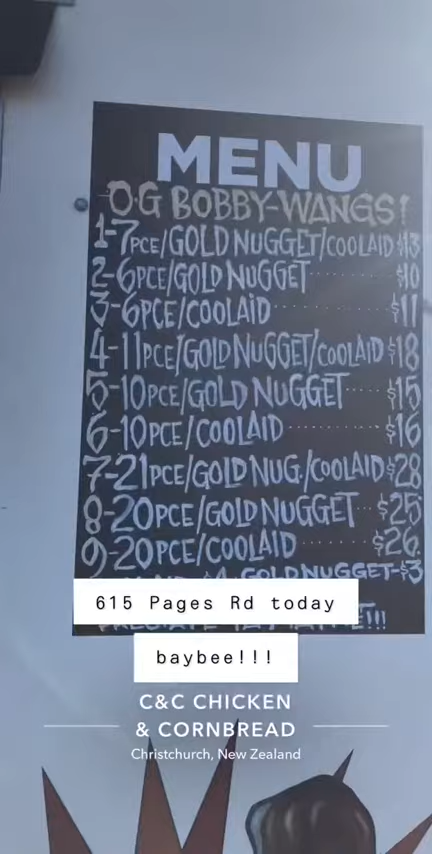 MENU
O.G BOBBY-WANGS!
1-7PCE/GOLD NUGGET/COOLAID $13
2-6PCE/GOLD NUGGET........$10
3-6PCE/COOLAID..............$11
4-11PCE/GOLD NUGGET/COOLAID $18
5-10PCE/GOLD NUGGET....$15
6-10PCE/COOLAID..........$16
7-21PCE/GOLD NUG./COOLAID $28
8-20PCE/GOLD NUGGET..$25
9-20PCE/COOLAID......$26
GOLDNUGGET-$3
615 Pages Rd today
baybee!!!
C&C CHICKEN
& CORNBREAD
Christchurch, New Zealand